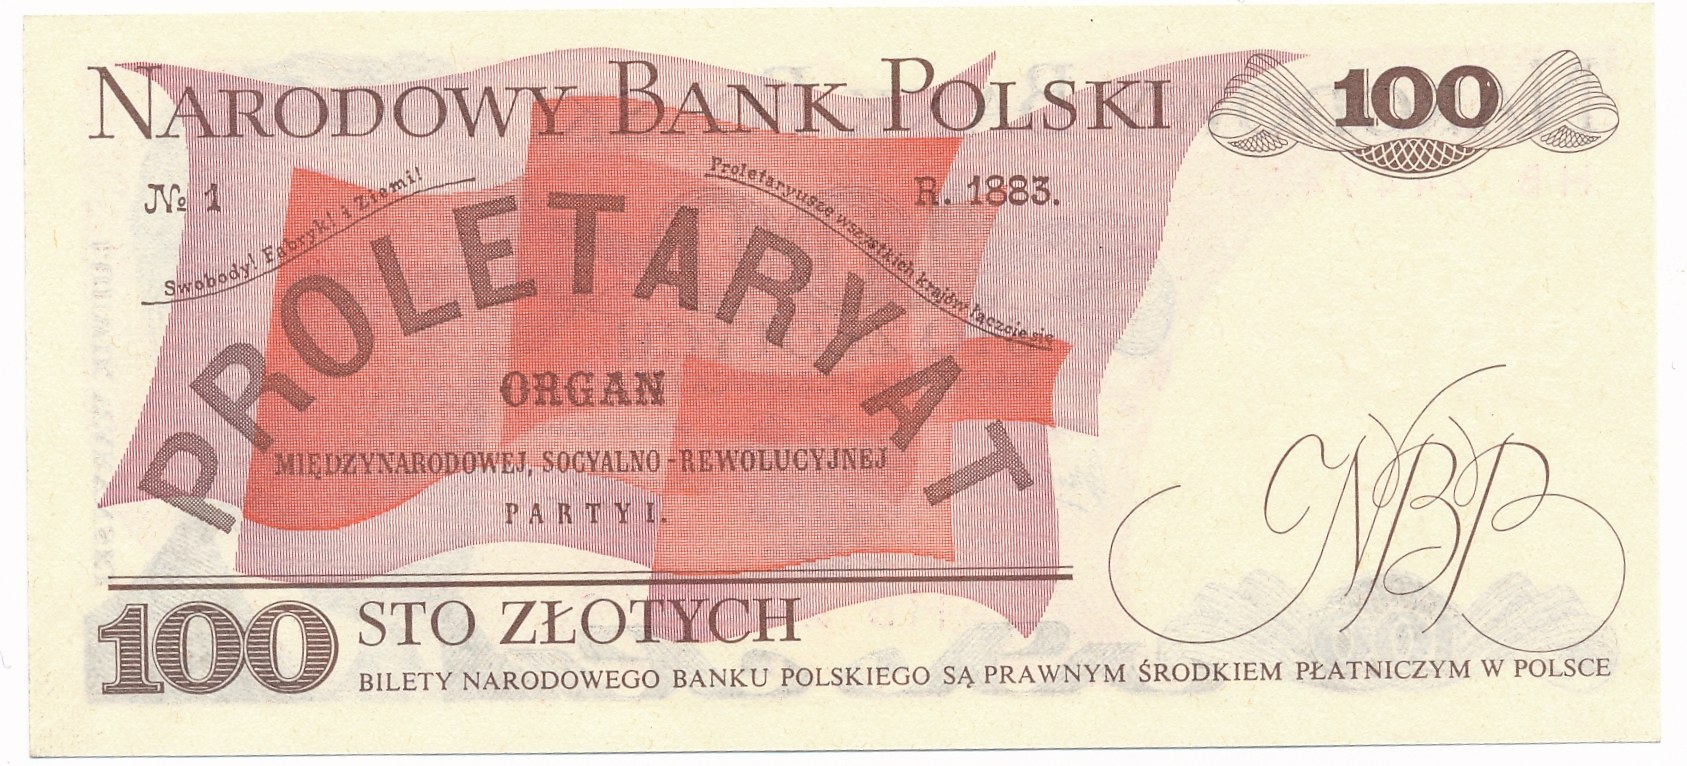 NARODOWY BANK POLSKI
100
№ 1
R. 1883.
Swobody! Fabryk! i Ziemi!
Proletaryusze wszystkich krajów łączcie się
PROLETARYAT
ORGAN
MIĘDZYNARODOWEJ, SOCYALNO-REWOLUCYJNEJ
PARTYI.
NBP
100
STO ZŁOTYCH
BILETY NARODOWEGO BANKU POLSKIEGO SĄ PRAWNYM ŚRODKIEM PŁATNICZYM W POLSCE